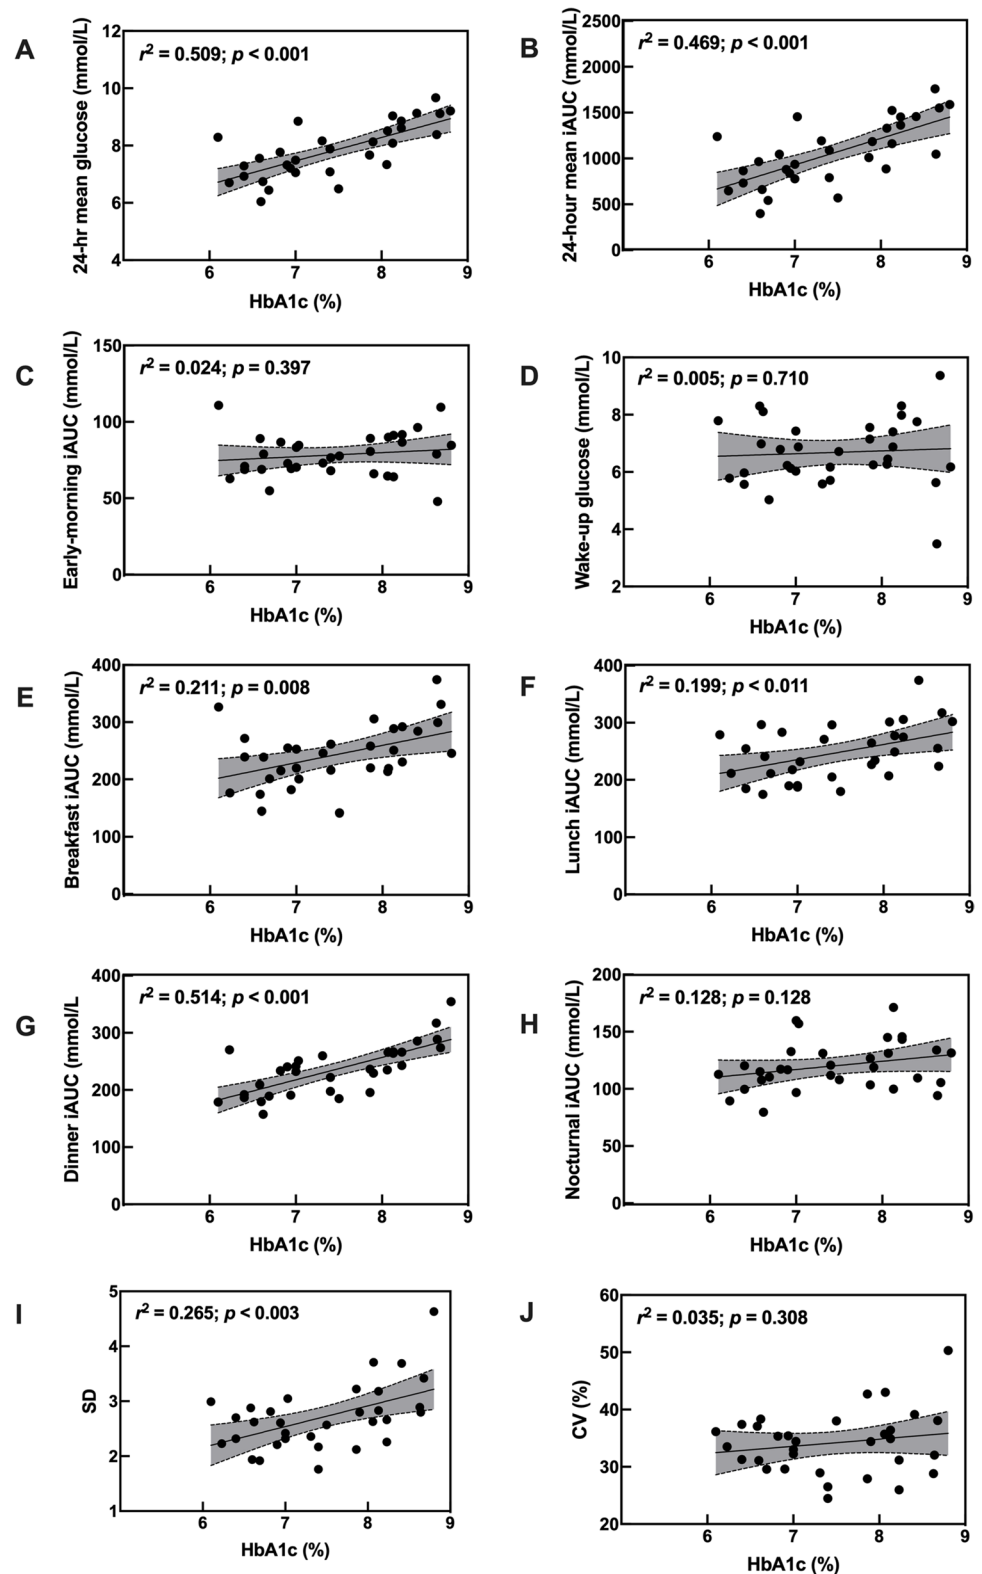 A
r² = 0.509; p < 0.001
24-hr mean glucose (mmol/L)
12
10
8
6
4
6 7 8 9
HbA1c (%)
B
r² = 0.469; p < 0.001
24-hour mean iAUC (mmol/L)
2500
2000
1500
1000
500
0
6 7 8 9
HbA1c (%)
C
r² = 0.024; p = 0.397
Early-morning iAUC (mmol/L)
150
100
50
0
6 7 8 9
HbA1c (%)
D
r² = 0.005; p = 0.710
Wake-up glucose (mmol/L)
10
8
6
4
2
6 7 8 9
HbA1c (%)
E
r² = 0.211; p = 0.008
Breakfast iAUC (mmol/L)
400
300
200
100
0
6 7 8 9
HbA1c (%)
F
r² = 0.199; p < 0.011
Lunch iAUC (mmol/L)
400
300
200
100
0
6 7 8 9
HbA1c (%)
G
r² = 0.514; p < 0.001
Dinner iAUC (mmol/L
400
300
200
100
0
6 7 8 9
HbA1c (%)
H
r² = 0.128; p = 0.128
Nocturnal iAUC (mmol/L)
200
150
100
50
0
6 7 8 9
HbA1c (%)
I
r² = 0.265; p < 0.003
SD
5
4
3
2
1
6 7 8 9
HbA1c (%)
J
r² = 0.035; p = 0.308
CV (%)
60
50
40
30
20
6 7 8 9
HbA1c (%)